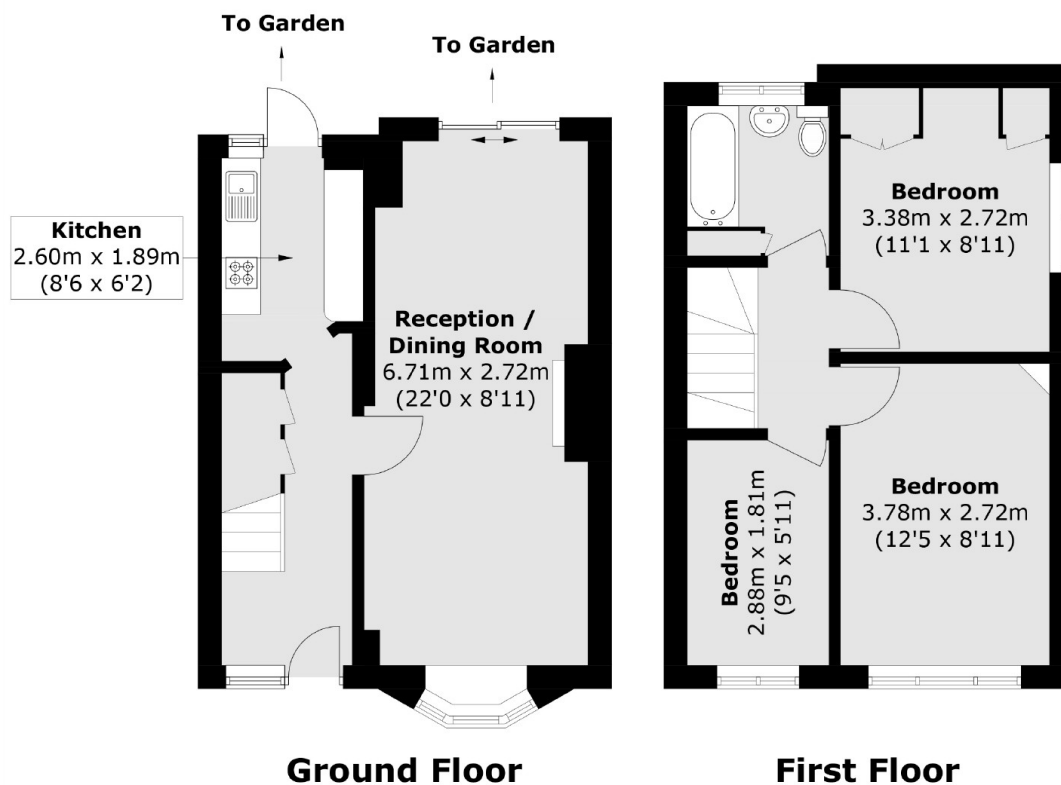 To Garden
To Garden
Kitchen
2.60m x 1.89m
(8'6 x 6'2)
Reception /
Dining Room
6.71m x 2.72m
(22'0 x 8'11)
Bedroom
3.38m x 2.72m
(11'1 x 8'11)
Bedroom
3.78m x 2.72m
(12'5 x 8'11)
Bedroom
2.88m x 1.81m
(9'5 x 5'11)
Ground Floor
First Floor